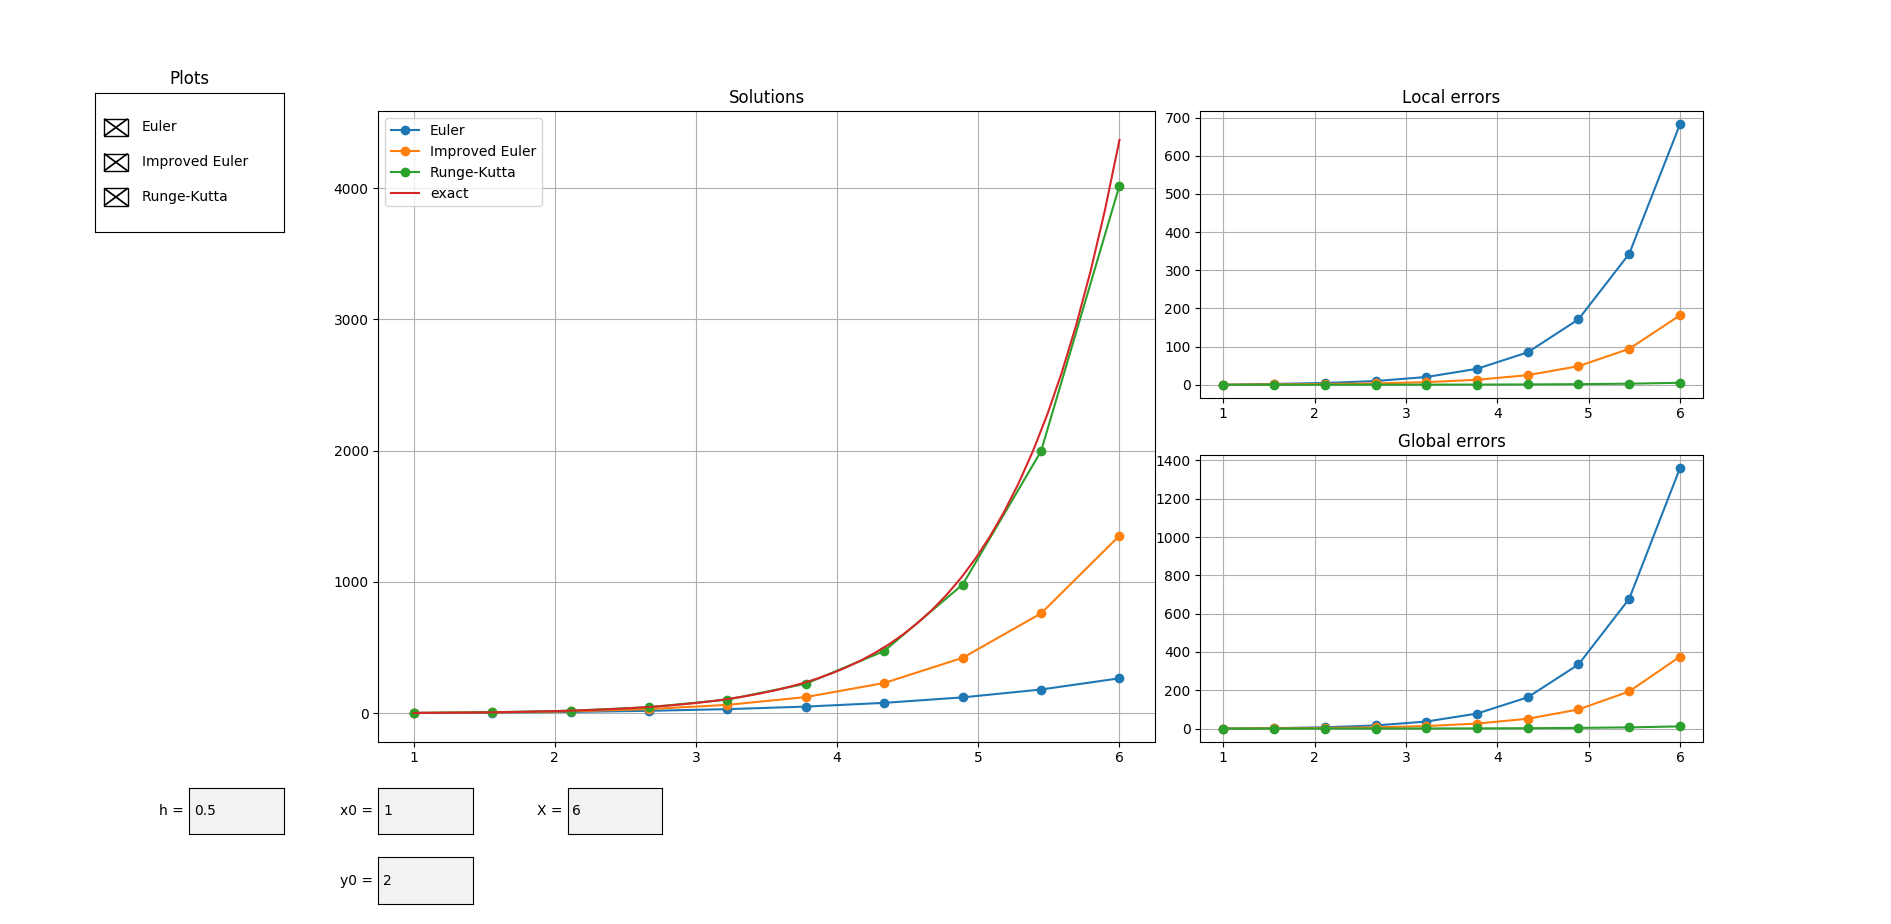 Plots
Euler
Improved Euler
Runge-Kutta
Solutions
Euler
Improved Euler
Runge-Kutta
exact
4000
3000
2000
1000
0
1 2 3 4 5 6
Local errors
700
600
500
400
300
200
100
0
1 2 3 4 5 6
Global errors
1400
1200
1000
800
600
400
200
0
1 2 3 4 5 6
h = 0.5
x0 = 1
X = 6
y0 = 2